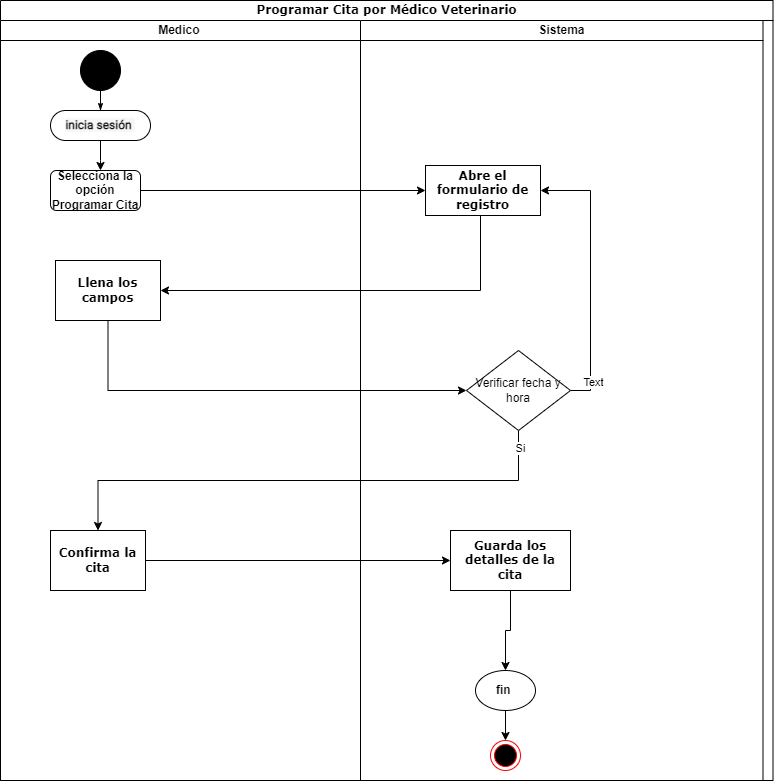 Programar Cita por Médico Veterinario
Medico
Sistema
inicia sesión
Selecciona la
opción
Programar Cita
Abre el
formulario de
registro
Llena los
campos
Verificar fecha y
hora
Text
Si
Confirma la
cita
Guarda los
detalles de la
cita
fin